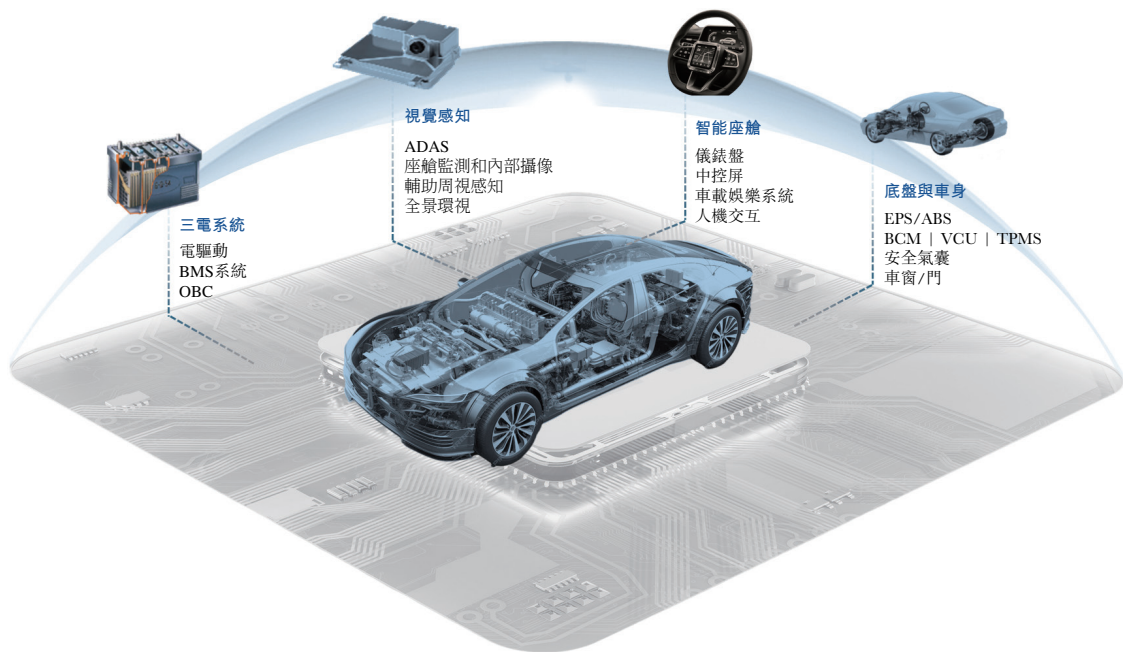 三電系統
電驅動
BMS系統
OBC
視覺感知
ADAS
座艙監測和內部攝像
輔助周視感知
全景環視
智能座艙
儀錶盤
中控屏
車載娛樂系統
人機交互
底盤與車身
EPS/ABS
BCM | VCU | TPMS
安全氣囊
車窗/門